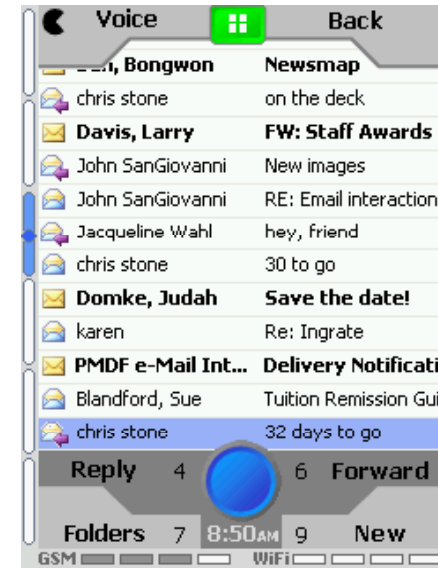 Voice Back
Bongwon Newsmap
chris stone on the deck
Davis, Larry FW: Staff Awards
John SanGiovanni New images
John SanGiovanni RE: Email interaction
Jacqueline Wahl hey, friend
chris stone 30 to go
Domke, Judah Save the date!
karen Re: Ingrate
PMDF e-Mail Int... Delivery Notificati
Blandford, Sue Tuition Remission Gui
chris stone 32 days to go
Reply 4 6 Forward
Folders 7 8:50AM 9 New
GSM WiFi